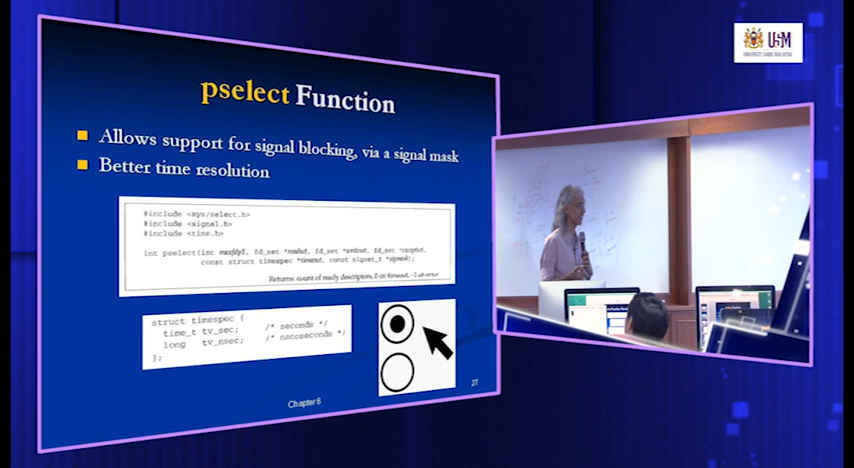 pselect Function
Allows support for signal blocking, via a signal mask
Better time resolution
#include <sys/select.h>
#include <signal.h>
#include <time.h>
int pselect(int maxfdp1, fd_set *readset, fd_set *writeset, fd_set *exceptset,
const struct timespec *timeout, const sigset_t *sigmask);
Returns: count of ready descriptors, 0 on timeout, -1 on error
struct timespec {
time_t tv_sec; /* seconds */
long tv_nsec; /* nanoseconds */
};
Chapter 6
27
USM
UNIVERSITI SAINS MALAYSIA